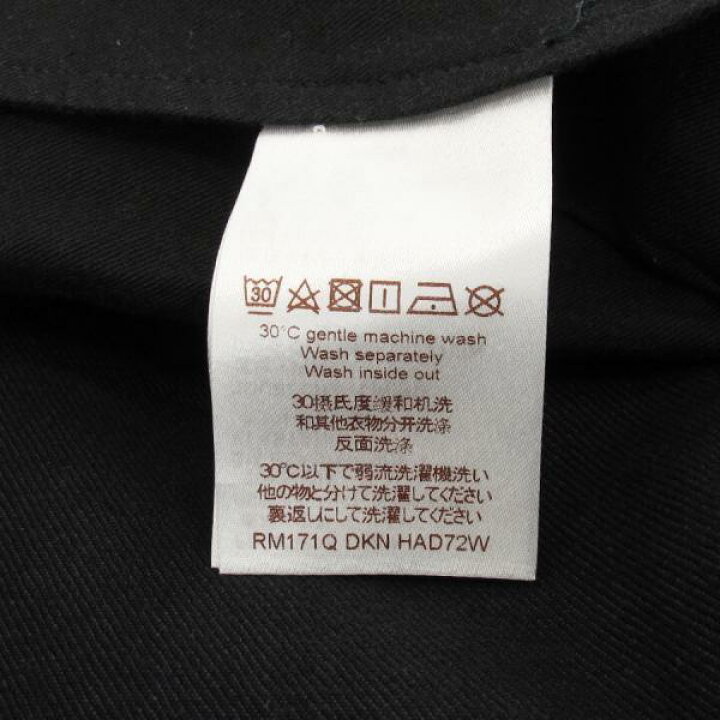 30
30°C gentle machine wash
Wash separately
Wash inside out
30摄氏度缓和机洗
和其他衣物分开洗涤
反面洗涤
30℃以下で弱流洗濯機洗い
他の物と分けて洗濯してください
裏返しにして洗濯してください
RM171Q DKN HAD72W